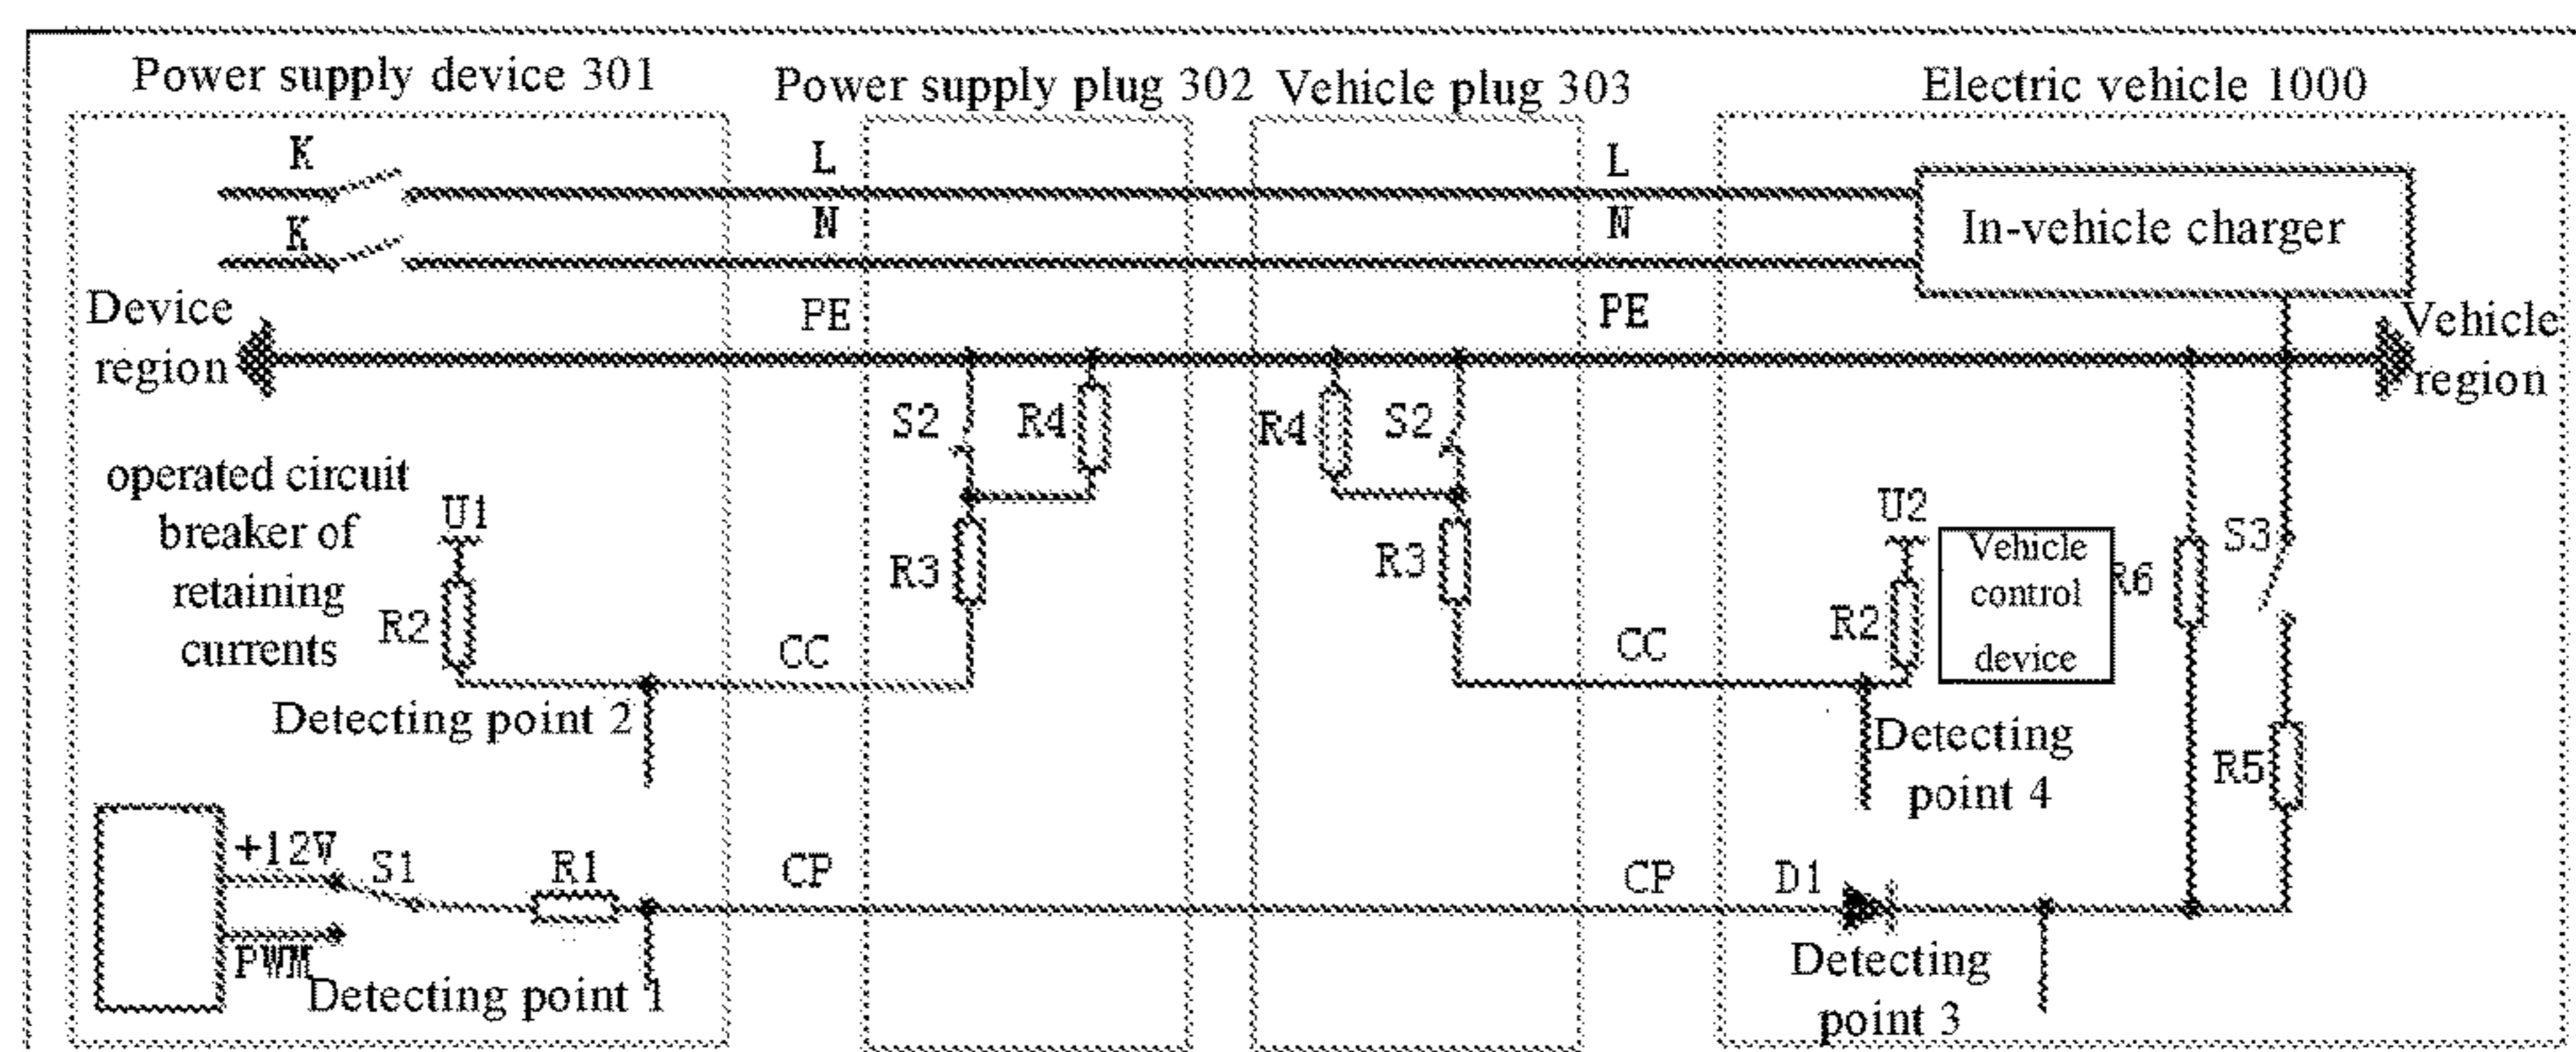 Power supply device 301
Power supply plug 302
Vehicle plug 303
Electric vehicle 1000
K
L
L
K
N
N
In-vehicle charger
Device
region
PE
PE
Vehicle
region
S2
R4
R4
S2
operated circuit
breaker of
retaining
currents
U1
R2
R3
R3
U2
R2
Vehicle
control
device
R6
S3
CC
CC
Detecting point 2
Detecting
point 4
R5
+12V
S1
R1
CP
CP
D1
PWM
Detecting point 1
Detecting
point 3